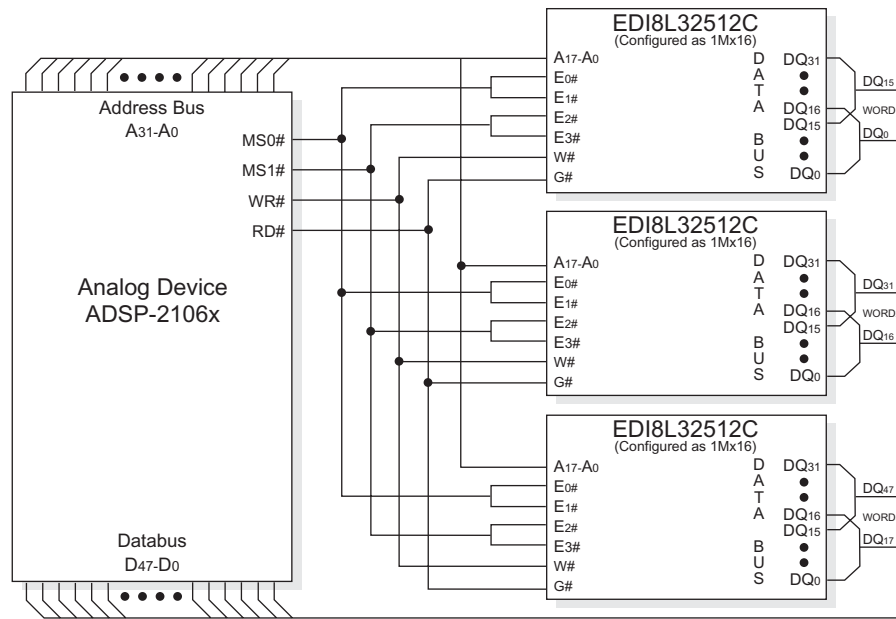 Address Bus
A31-A0
MS0#
MS1#
WR#
RD#
Analog Device
ADSP-2106x
Databus
D47-D0
EDI8L32512C
(Configured as 1Mx16)
A17-A0
E0#
E1#
E2#
E3#
W#
G#
D
A
T
A
B
U
S
DQ31
DQ16
DQ15
DQ0
DQ15
WORD
DQ0
EDI8L32512C
(Configured as 1Mx16)
A17-A0
E0#
E1#
E2#
E3#
W#
G#
D
A
T
A
B
U
S
DQ31
DQ16
DQ15
DQ0
DQ31
WORD
DQ16
EDI8L32512C
(Configured as 1Mx16)
A17-A0
E0#
E1#
E2#
E3#
W#
G#
D
A
T
A
B
U
S
DQ31
DQ16
DQ15
DQ0
DQ47
WORD
DQ17